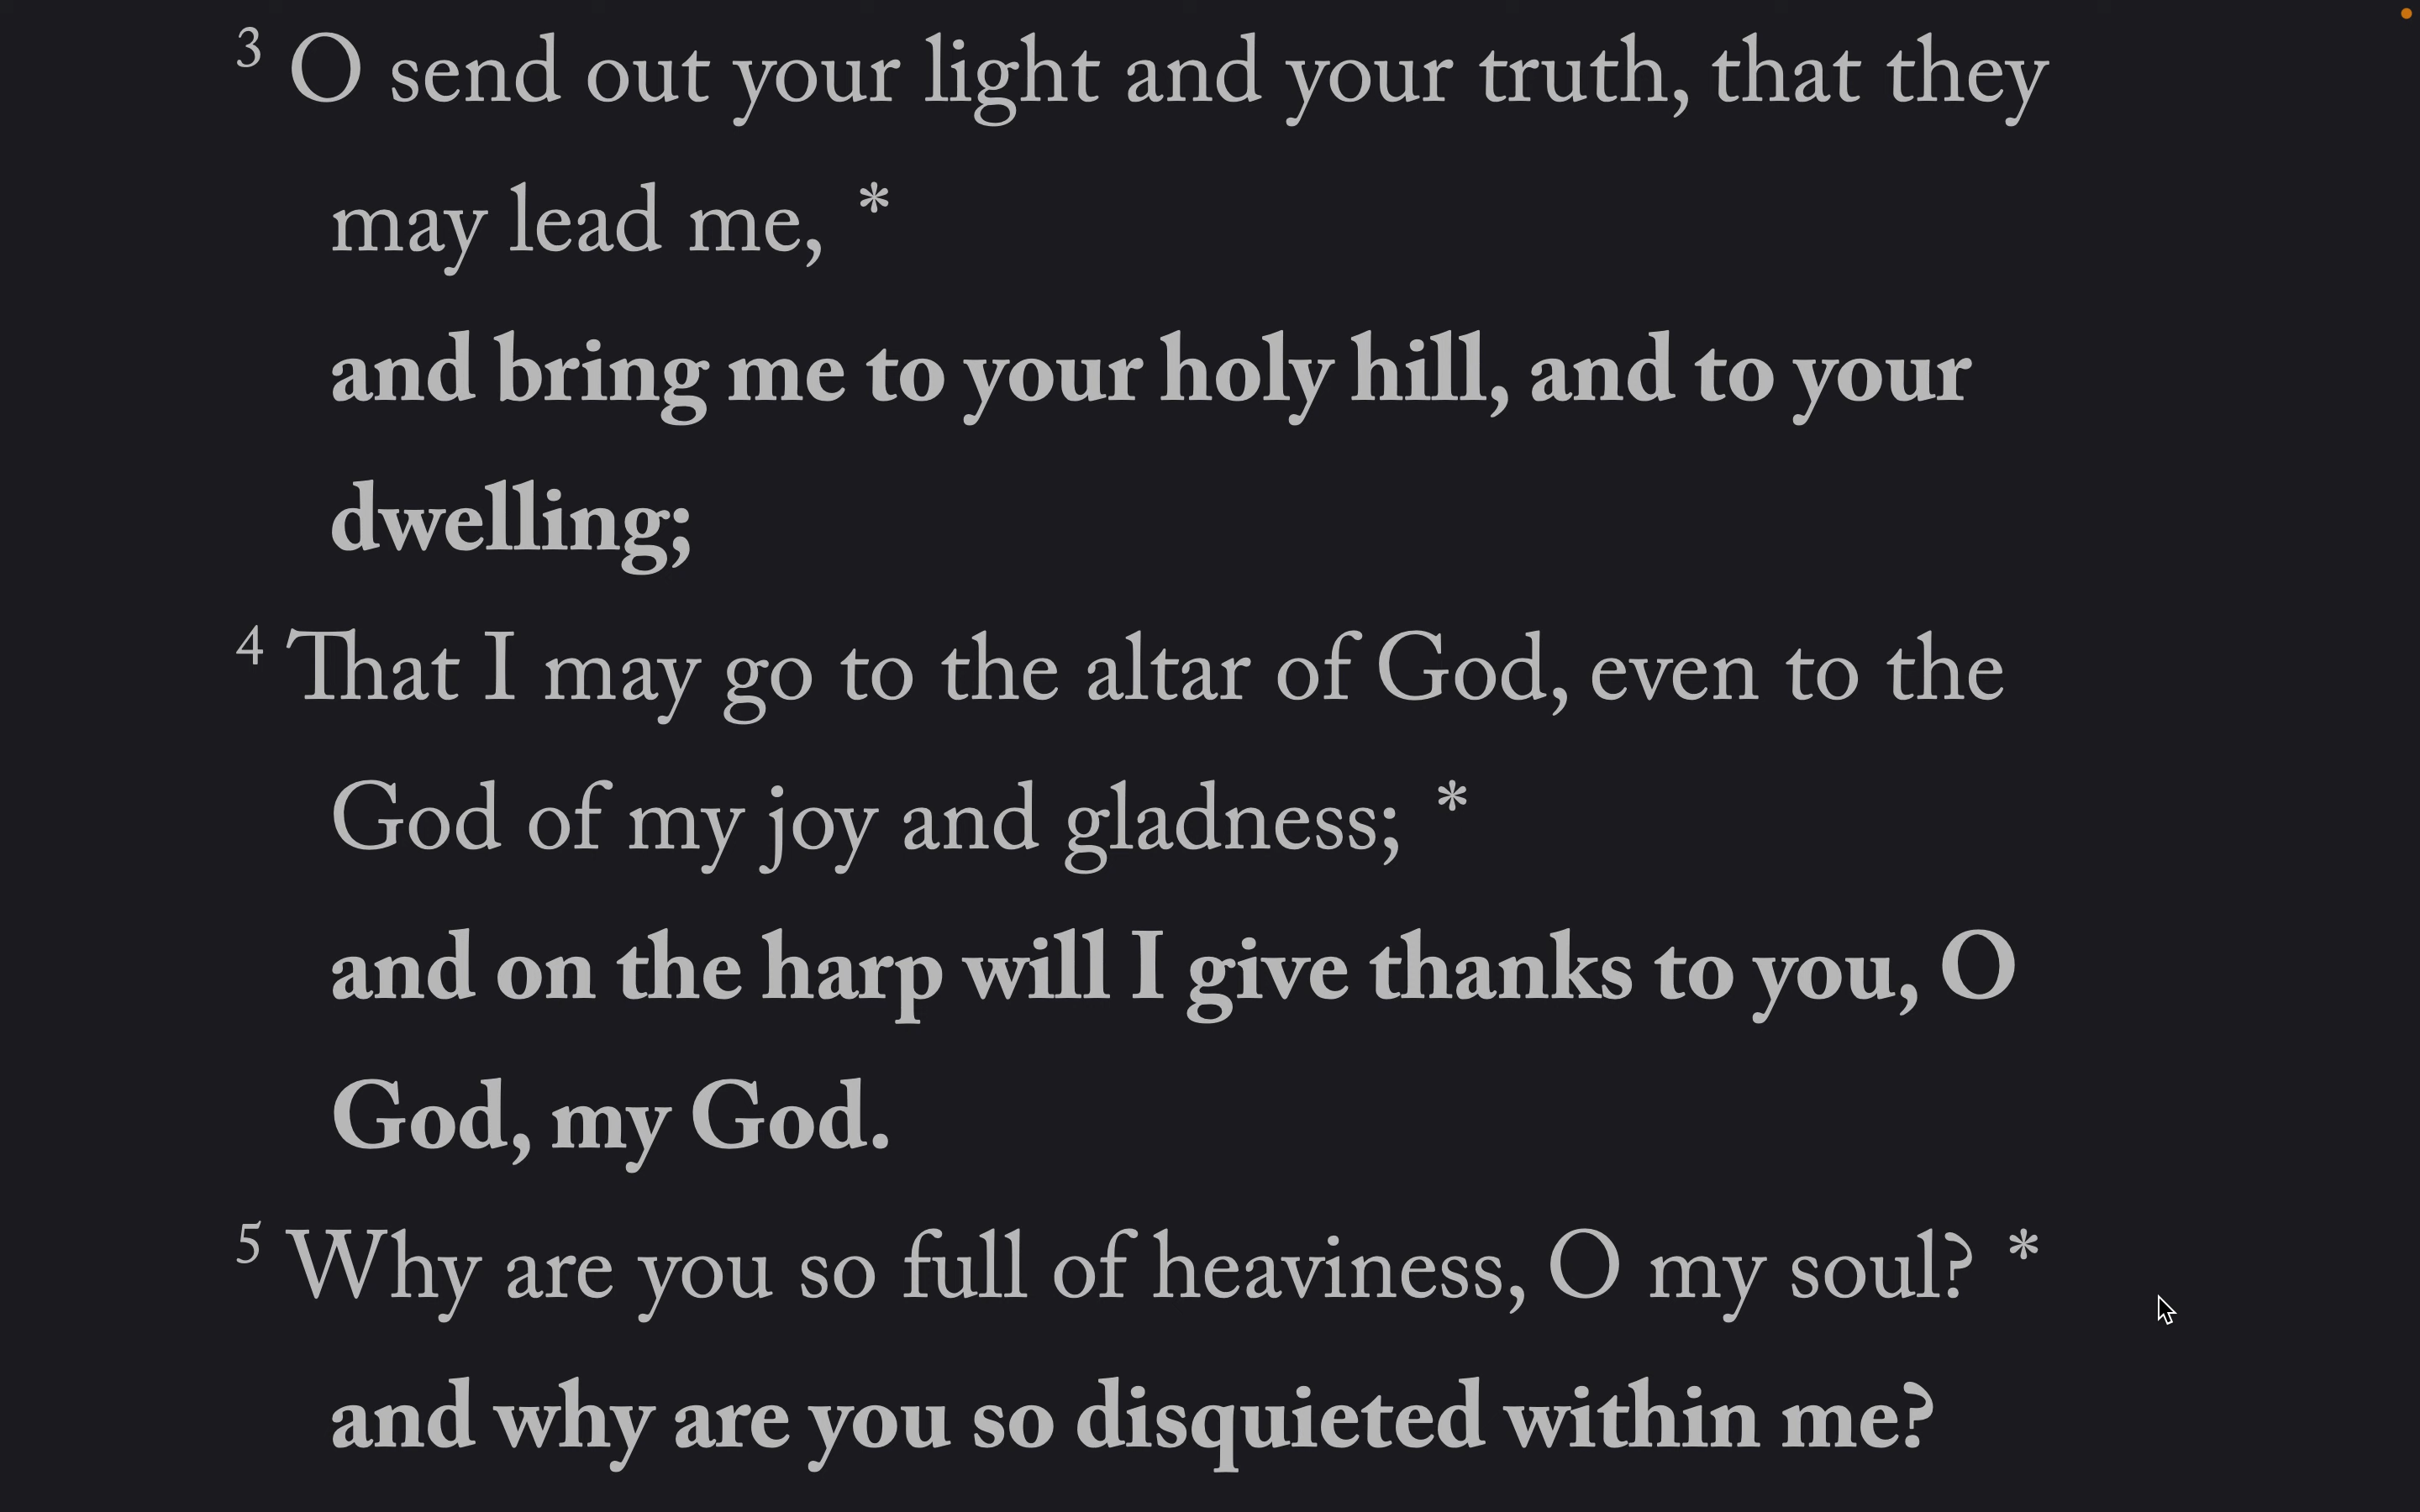 3 O send out your light and your truth, that they
may lead me, *
and bring me to your holy hill, and to your
dwelling;
4 That I may go to the altar of God, even to the
God of my joy and gladness; *
and on the harp will I give thanks to you, O
God, my God.
5 Why are you so full of heaviness, O my soul? *
and why are you so disquieted within me?